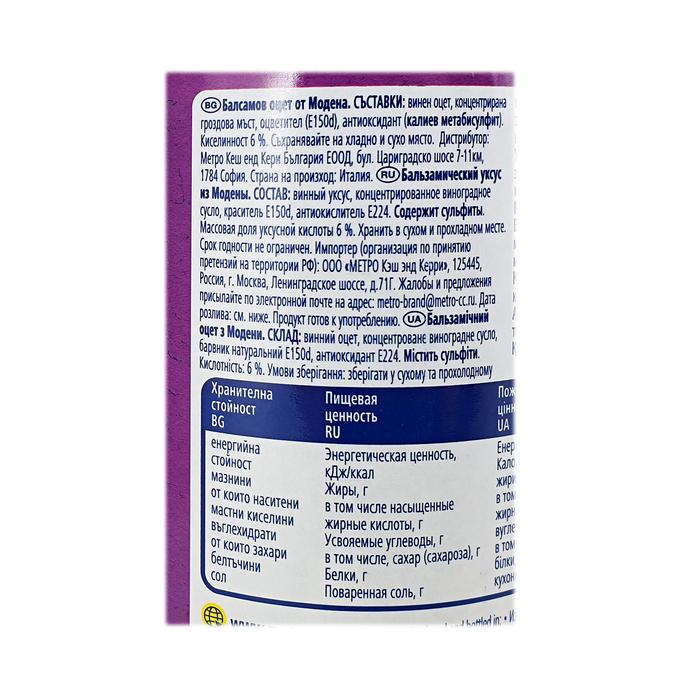 BG Балсамов оцет от Модена. СЪСТАВКИ: винен оцет, концентрирана
гроздова мъст, оцветител (E150d), антиоксидант (калиев метабисулфит).
Киселинност 6 %. Съхранявайте на хладно и сухо място. Дистрибутор:
Метро Кеш енд Кери България ЕООД, бул. Цариградско шосе 7-11км,
1784 София. Страна на произход: Италия. RU Бальзамический уксус
из Модены. СОСТАВ: винный уксус, концентрированное виноградное
сусло, краситель E150d, антиокислитель Е224. Содержит сульфиты.
Массовая доля уксусной кислоты 6 %. Хранить в сухом и прохладном месте.
Срок годности не ограничен. Импортер (организация по принятию
претензий на территории РФ): ООО «МЕТРО Кэш энд Керри», 125445,
Россия, г. Москва, Ленинградское шоссе, д.71Г. Жалобы и предложения
присылайте по электронной почте на адрес: metro-brand@metro-cc.ru. Дата
розлива: см. ниже. Продукт готов к употреблению. UA Бальзамічний
оцет з Модени. СКЛАД: винний оцет, концентроване виноградне сусло,
барвник натуральний E150d, антиоксидант Е224. Містить сульфіти.
Кислотність: 6 %. Умови зберігання: зберігати у сухому та прохолодному
Хранителна
стойност
BG
енергийна
стойност
мазнини
от които наситени
мастни киселини
въглехидрати
от които захари
белтъчини
сол
Пищевая
ценность
RU
Энергетическая ценность,
кДж/ккал
Жиры, г
в том числе насыщенные
жирные кислоты, г
Усвояемые углеводы, г
в том числе, сахар (сахароза), г
Белки, г
Поваренная соль, г
UA
в том
білки,
bottled in: